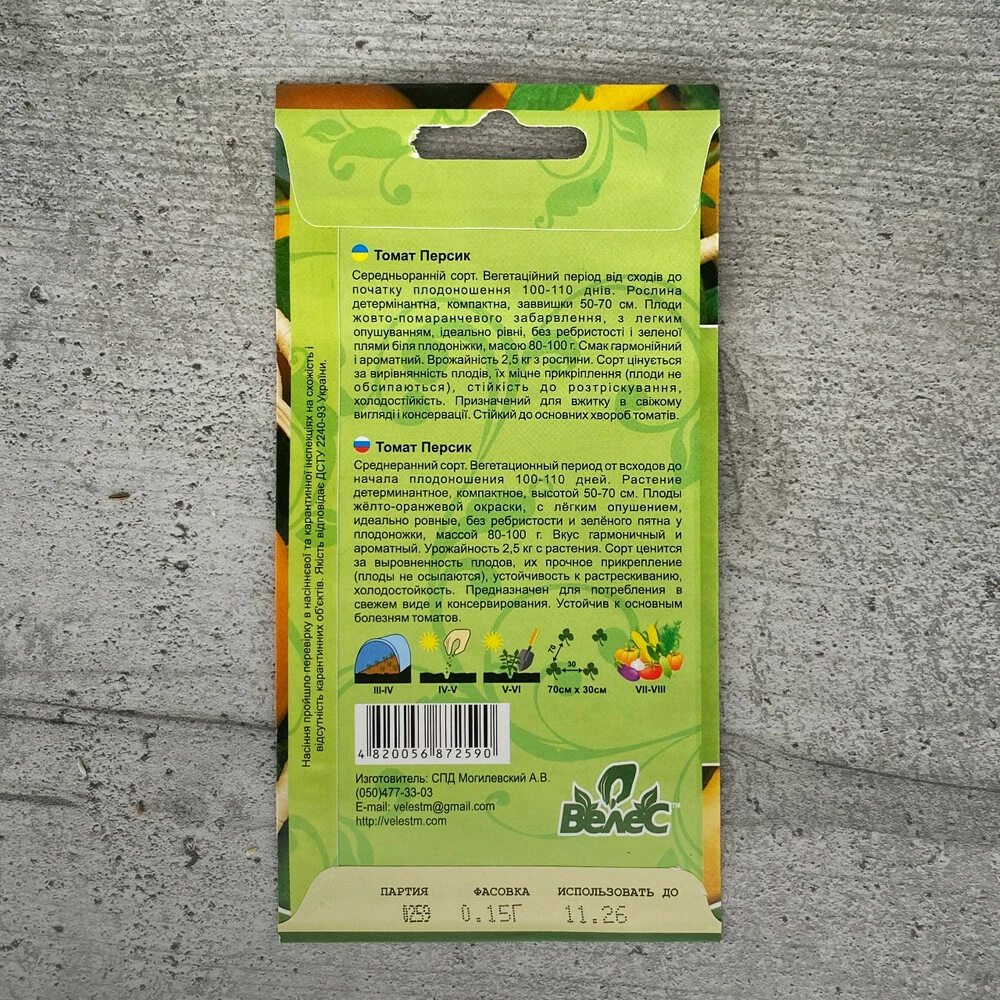 Томат Персик
Середньоранній сорт. Вегетаційний період від сходів до
початку плодоношення 100-110 днів. Рослина
детермінантна, компактна, заввишки 50-70 см. Плоди
жовто-помаранчевого забарвлення, з легким
опушуванням, ідеально рівні, без ребристості і зеленої
плями біля плодоніжки, масою 80-100 г. Смак гармонійний
і ароматний. Врожайність 2,5 кг з рослини. Сорт цінується
за вирівнянність плодів, їх міцне прикріплення (плоди не
обсипаються), стійкість до розтріскування,
холодостійкість. Призначений для вжитку в свіжому
вигляді і консервації. Стійкий до основних хвороб томатів.
Томат Персик
Среднеранний сорт. Вегетационный период от всходов до
начала плодоношения 100-110 дней. Растение
детерминантное, компактное, высотой 50-70 см. Плоды
жёлто-оранжевой окраски, с лёгким опушением,
идеально ровные, без ребристости и зелёного пятна у
плодоножки, массой 80-100 г. Вкус гармоничный и
ароматный. Урожайность 2,5 кг с растения. Сорт ценится
за выровненность плодов, их прочное прикрепление
(плоды не осыпаются), устойчивость к растрескиванию,
холодостойкость. Предназначен для потребления в
свежем виде и консервирования. Устойчив к основным
болезням томатов.
70
30
III-IV IV-V V-VI 70см x 30см VII-VIII
4 820056 872590
Изготовитель: СПД Могилевский А.В.
(050)477-33-03
E-mail: velestm@gmail.com
http://velestm.com
Велес™
ПАРТИЯ ФАСОВКА ИСПОЛЬЗОВАТЬ ДО
0259 0.15Г 11.26
Насіння пройшло перевірку в насіннєвої та карантинної інспекціях на схожість і
відсутність карантинних об'єктів. Якість відповідає ДСТУ 2240-93 України.